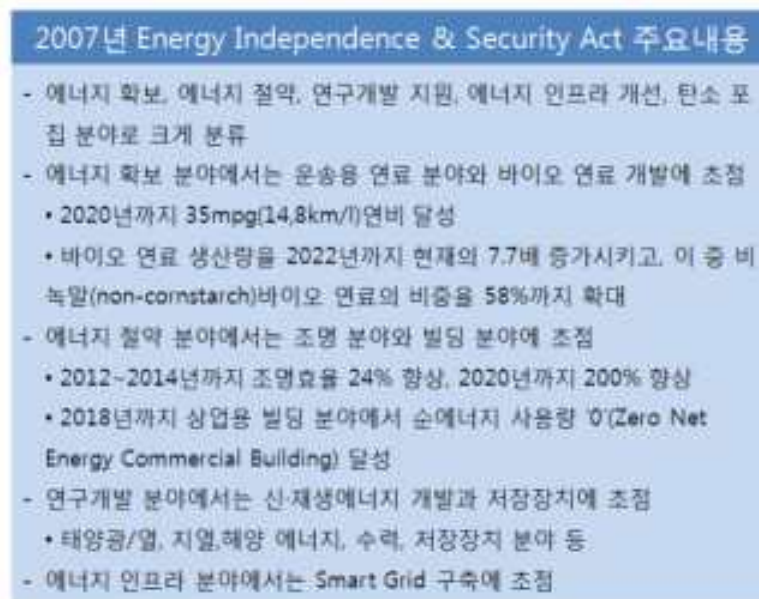 2007년 Energy Independence & Security Act 주요내용
- 에너지 확보, 에너지 절약, 연구개발 지원, 에너지 인프라 개선, 탄소 포
집 분야로 크게 분류
- 에너지 확보 분야에서는 운송용 연료 분야와 바이오 연료 개발에 초점
• 2020년까지 35mpg(14,8km/l)연비 달성
• 바이오 연료 생산량을 2022년까지 현재의 7.7배 증가시키고, 이 중 비
녹말(non-cornstarch)바이오 연료의 비중을 58%까지 확대
- 에너지 절약 분야에서는 조명 분야와 빌딩 분야에 초점
• 2012~2014년까지 조명효율 24% 향상, 2020년까지 200% 향상
• 2018년까지 상업용 빌딩 분야에서 순에너지 사용량 '0'(Zero Net
Energy Commercial Building) 달성
- 연구개발 분야에서는 신·재생에너지 개발과 저장장치에 초점
• 태양광/열, 지열,해양 에너지, 수력, 저장장치 분야 등
- 에너지 인프라 분야에서는 Smart Grid 구축에 초점